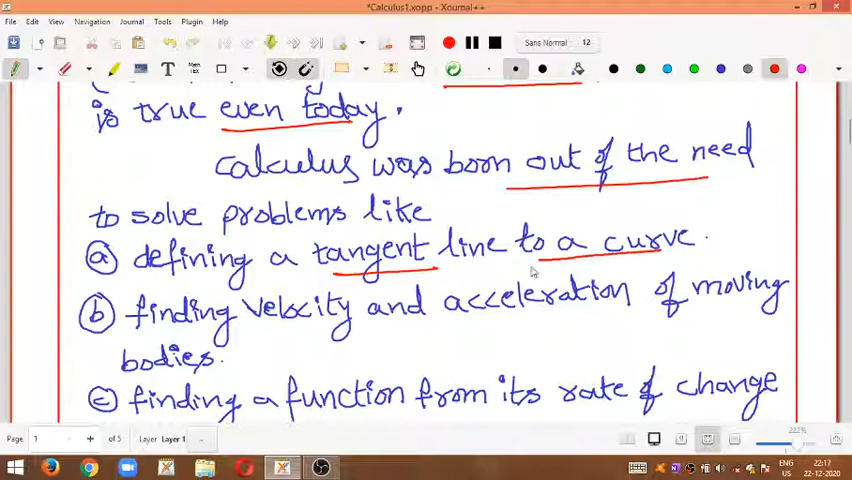 *Calculus1.xopp - Xournal++
File Edit View Navigation Journal Tools Plugin Help
Sans Normal 12
is true even today.
Calculus was born out of the need
to solve problems like
(a) defining a tangent line to a curve.
(b) finding velocity and acceleration of moving
bodies.
(c) finding a function from its rate of change
Page 1 of 5 Layer Layer 1 221%
ENG 22:17
US 22-12-2020